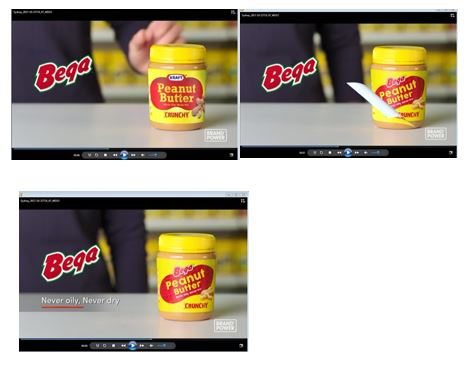 Bega
KRAFT
Peanut
Butter
CRUNCHY
BRAND
POWER
Bega
Bega
Peanut
Butter
CRUNCHY
BRAND
POWER
Bega
Never oily, Never dry
Bega
Peanut
Butter
CRUNCHY
BRAND
POWER